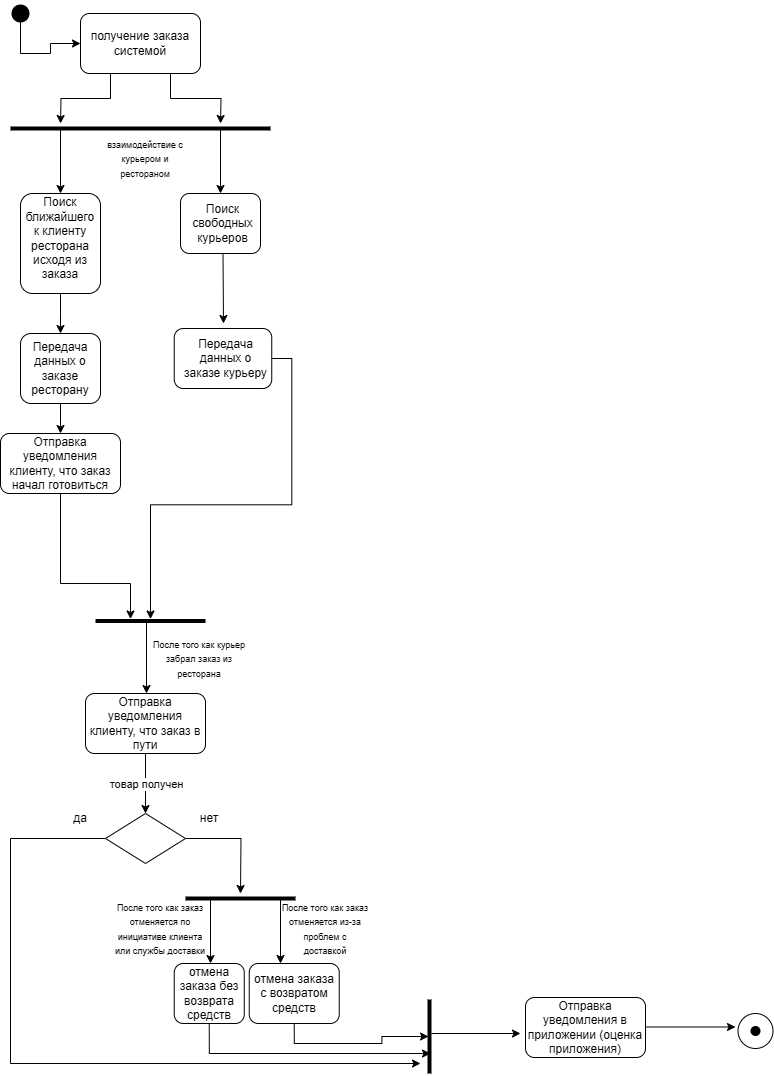 получение заказа
системой
взаимодействие с
курьером и
рестораном
Поиск
ближайшего
к клиенту
ресторана
исходя из
заказа
Поиск
свободных
курьеров
Передача
данных о
заказе
ресторану
Передача
данных о
заказе курьеру
Отправка
уведомления
клиенту, что заказ
начал готовиться
После того как курьер
забрал заказ из
ресторана
Отправка
уведомления
клиенту, что заказ в
пути
товар получен
да
нет
После того как заказ
отменяется по
инициативе клиента
или службы доставки
После того как заказ
отменяется из-за
проблем с
доставкой
отмена
заказа без
возврата
средств
отмена заказа
с возвратом
средств
Отправка
уведомления в
приложении (оценка
приложения)